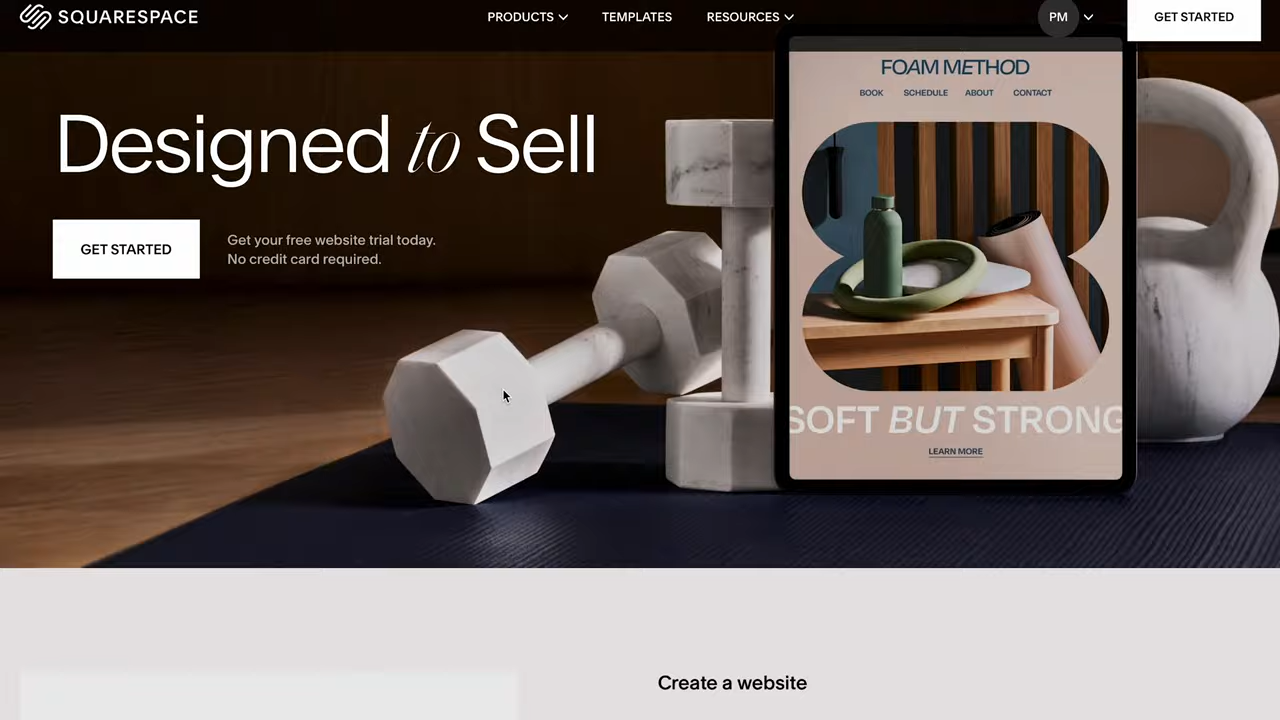 SQUARESPACE
PRODUCTS
TEMPLATES
RESOURCES
PM
GET STARTED
Designed to Sell
GET STARTED
Get your free website trial today.
No credit card required.
FOAM METHOD
BOOK
SCHEDULE
ABOUT
CONTACT
SOFT BUT STRONG
LEARN MORE
Create a website